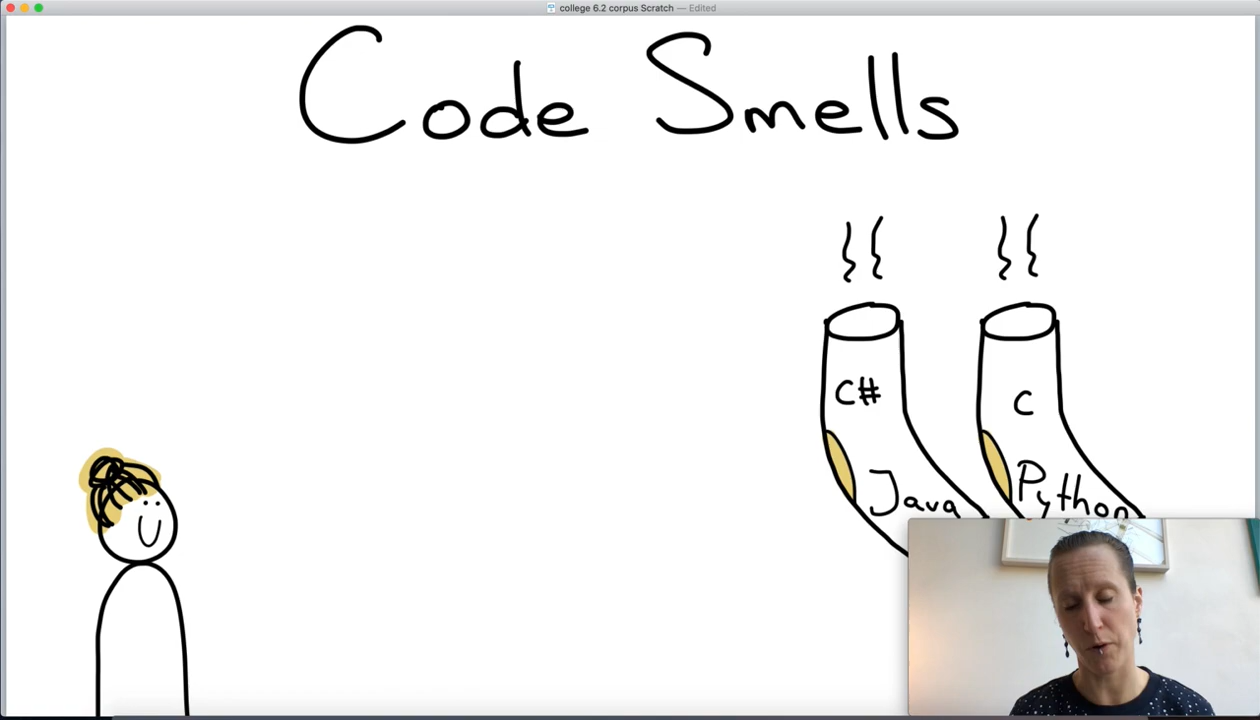 college 6.2 corpus Scratch — Edited
Code Smells
C# C
Java Python